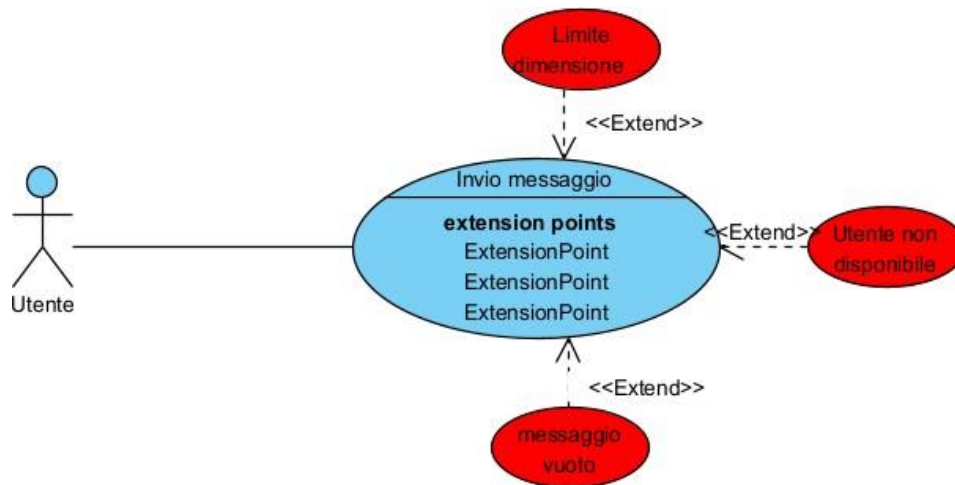 Limite
dimensione
<<Extend>>
Invio messaggio
extension points
ExtensionPoint
ExtensionPoint
ExtensionPoint
<<Extend>>
Utente non
disponibile
Utente
<<Extend>>
messaggio
vuoto